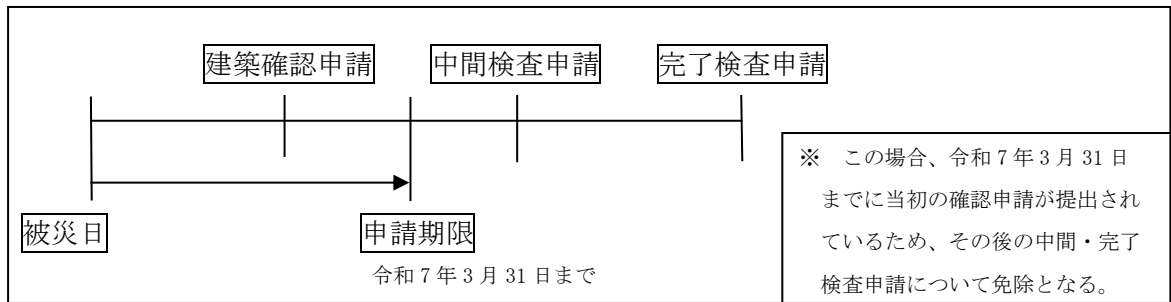 建築確認申請
中間検査申請
完了検査申請
被災日
申請期限
令和７年３月31日まで
※　この場合、令和７年３月31日
までに当初の確認申請が提出され
ているため、その後の中間・完了
検査申請について免除となる。